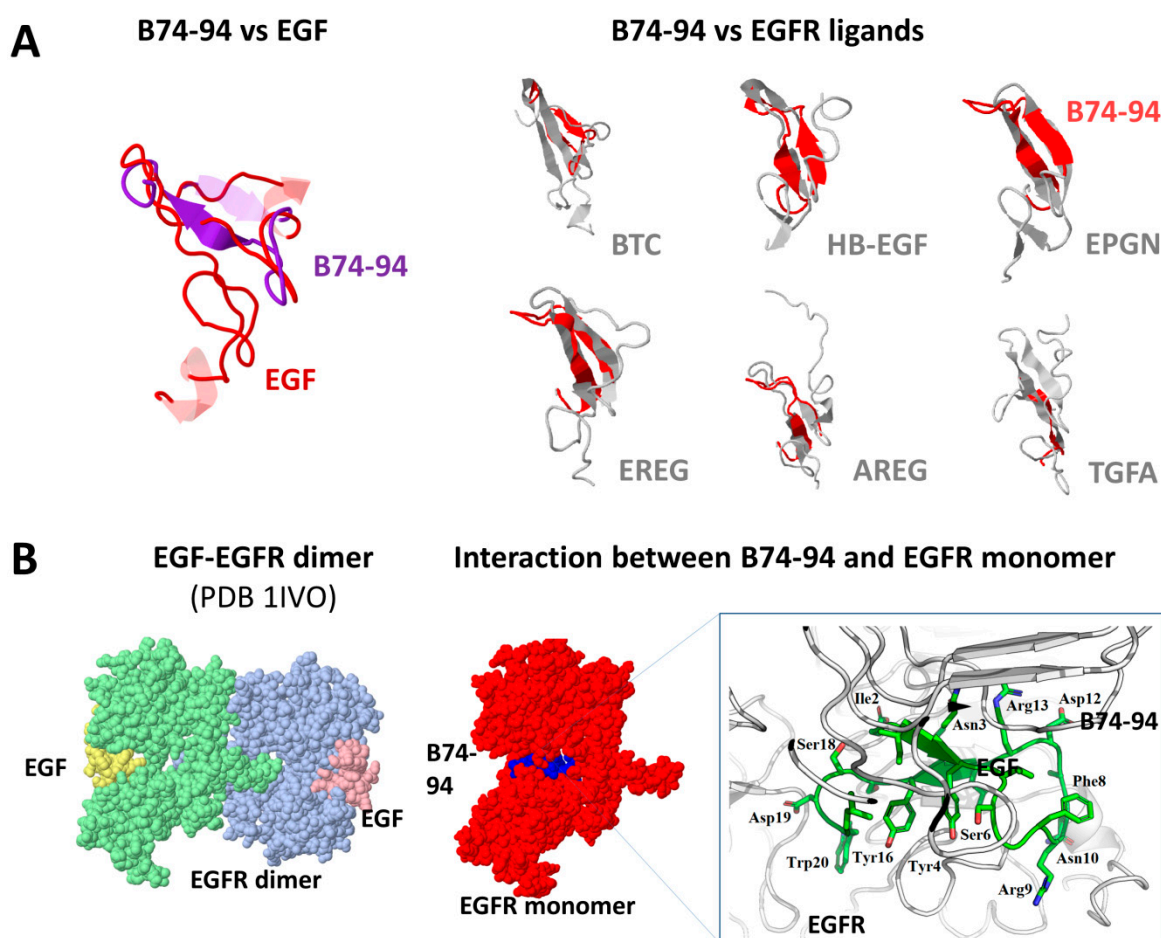 A
B74-94 vs EGF
B74-94 vs EGFR ligands
B74-94
EGF
BTC
HB-EGF
EPGN
B74-94
EREG
AREG
TGFA
B
EGF-EGFR dimer
(PDB 1IVO)
EGF
EGF
EGFR dimer
Interaction between B74-94 and EGFR monomer
B74-
94
EGFR monomer
Ile2
Asn3
Arg13
Asp12
B74-94
Ser18
EGF
Phe8
Asp19
Ser6
Trp20
Tyr16
Tyr4
Asn10
Arg9
EGFR